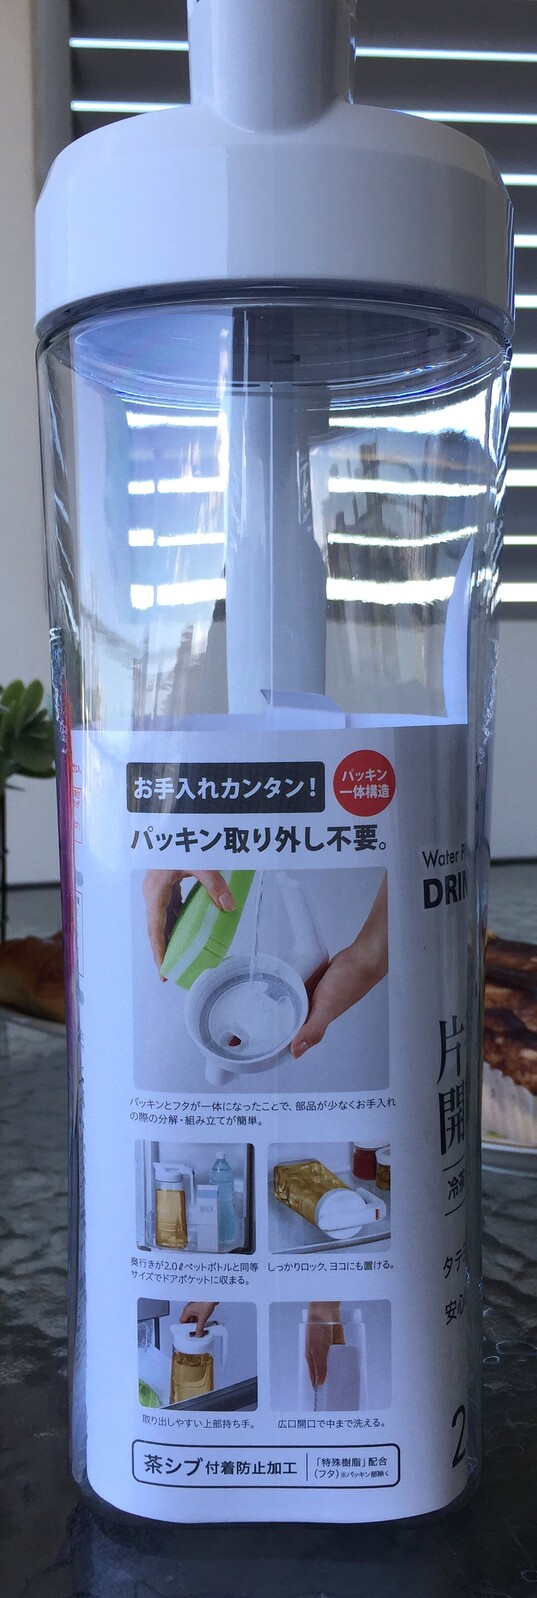 お手入れカンタン！
パッキン
一体構造
パッキン取り外し不要。
パッキンとフタが一体になったことで、部品が少なくお手入れ
の際の分解・組み立てが簡単。
奥行きが2.0ℓペットボトルと同等
サイズでドアポケットに収まる。
しっかりロック、ヨコにも置ける。
取り出しやすい上部持ち手。
広口開口で中まで洗える。
茶シブ付着防止加工
「特殊樹脂」配合
(フタ)※パッキン部除く
Water
DRIN
片
開
冷茶
タテ
安心
2